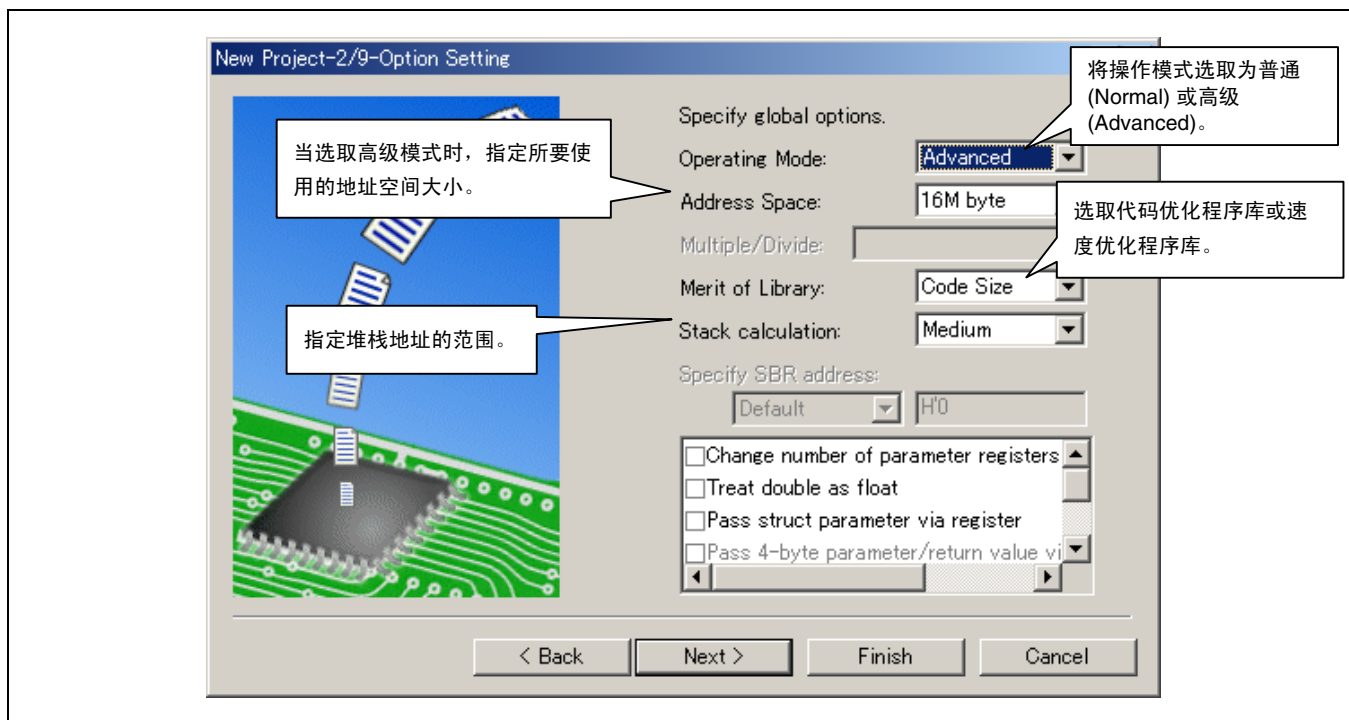 New Project-2/9-Option Setting
将操作模式选取为普通
(Normal) 或高级
(Advanced)。
Specify global options.
当选取高级模式时，指定所要使
用的地址空间大小。
Operating Mode:
Advanced
Address Space:
16M byte
选取代码优化程序库或速
度优化程序库。
Multiple/Divide:
Merit of Library:
Code Size
指定堆栈地址的范围。
Stack calculation:
Medium
Specify SBR address:
Default
H'0
Change number of parameter registers
Treat double as float
Pass struct parameter via register
Pass 4-byte parameter/return value vi
< Back
Next >
Finish
Cancel